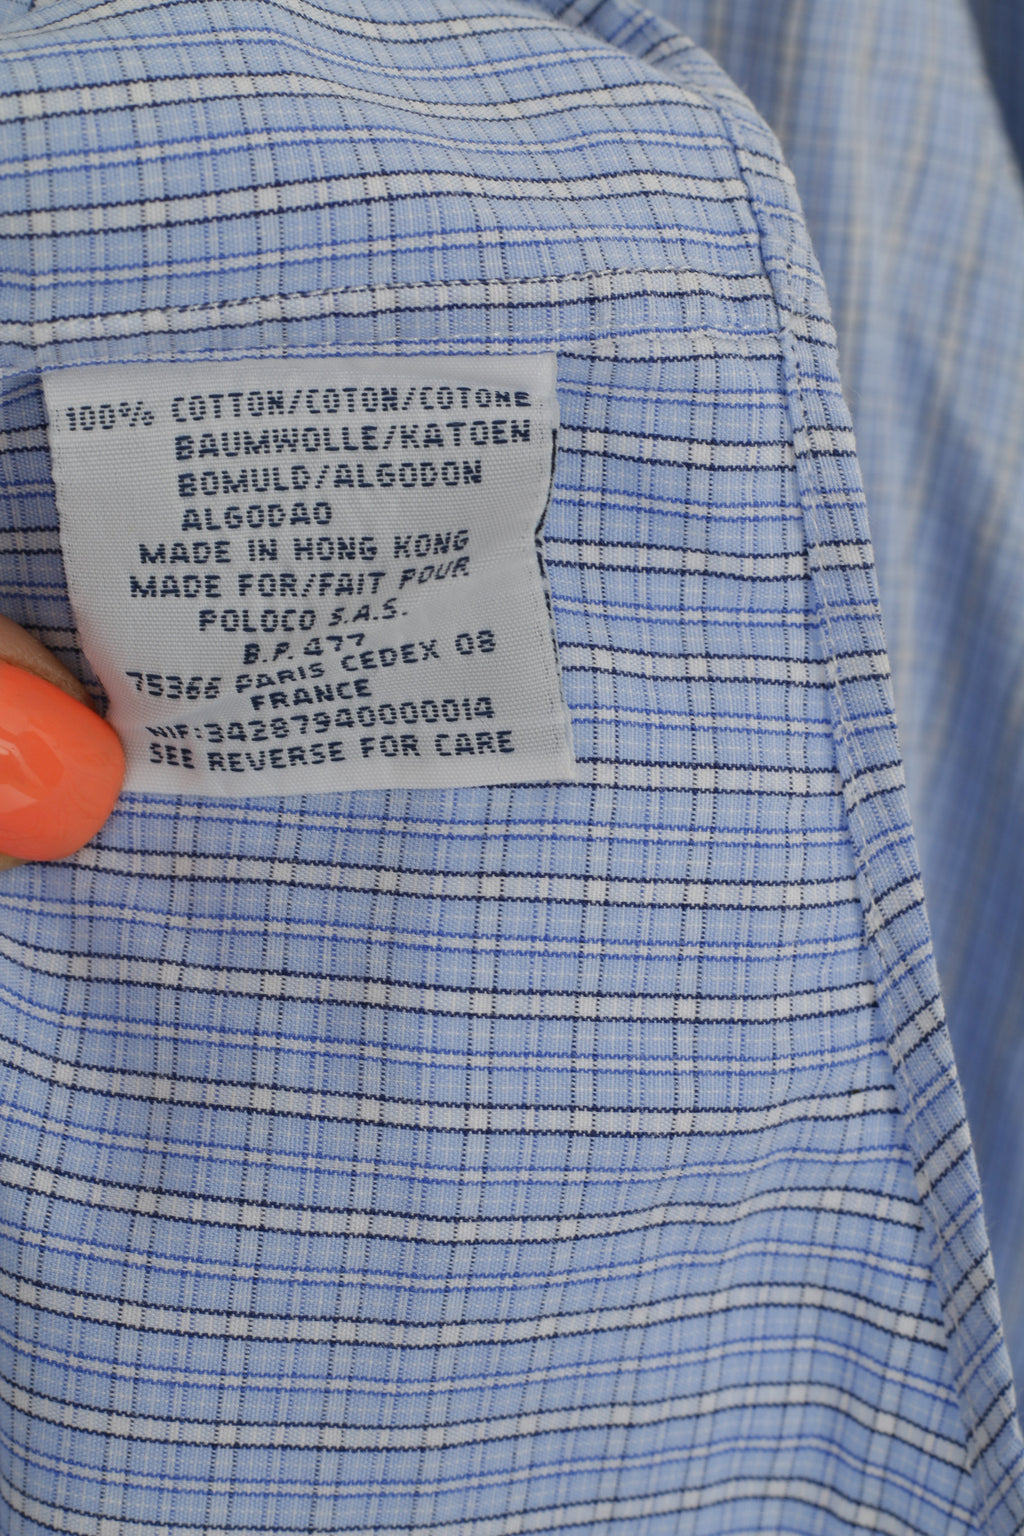 100% COTTON/COTON/COTONE
BAUMWOLLE/KATOEN
BOMULD/ALGODON
ALGODAO
MADE IN HONG KONG
MADE FOR/FAIT POUR
POLOCO S.A.S.
B.P. 477
75366 PARIS CEDEX 08
FRANCE
NIF:34287940000014
SEE REVERSE FOR CARE